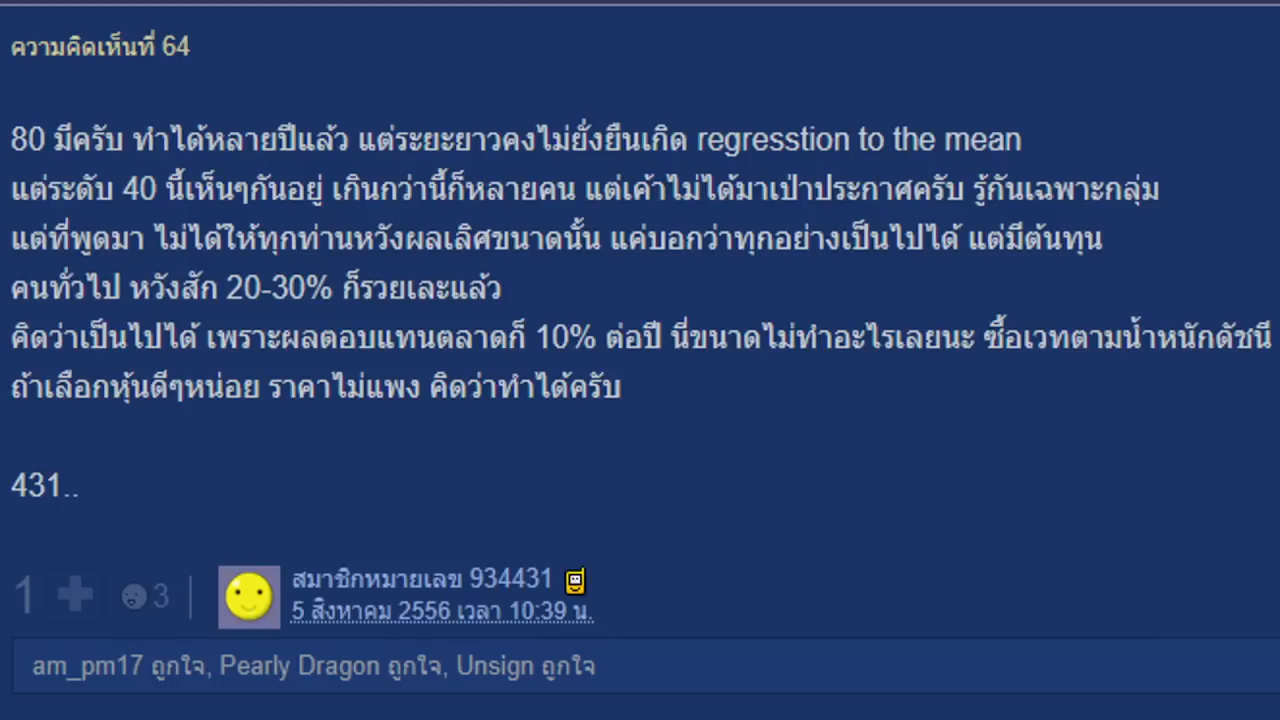 ความคิดเห็นที่ 64
80 มีครับ ทำได้หลายปีแล้ว แต่ระยะยาวคงไม่ยั่งยืนเกิด regresstion to the mean
แต่ระดับ 40 นี้เห็นๆกันอยู่ เกินกว่านี้ก็หลายคน แต่เค้าไม่ได้มาเป่าประกาศครับ รู้กันเฉพาะกลุ่ม
แต่ที่พูดมา ไม่ได้ให้ทุกท่านหวังผลเลิศขนาดนั้น แค่บอกว่าทุกอย่างเป็นไปได้ แต่มีต้นทุน
คนทั่วไป หวังสัก 20-30% ก็รวยเละแล้ว
คิดว่าเป็นไปได้ เพราะผลตอบแทนตลาดก็ 10% ต่อปี นี่ขนาดไม่ทำอะไรเลยนะ ซื้อเวทตามน้ำหนักดัชนี
ถ้าเลือกหุ้นดีๆหน่อย ราคาไม่แพง คิดว่าทำได้ครับ
431..
1 3
สมาชิกหมายเลข 934431
5 สิงหาคม 2556 เวลา 10:39 น.
am_pm17 ถูกใจ, Pearly Dragon ถูกใจ, Unsign ถูกใจ